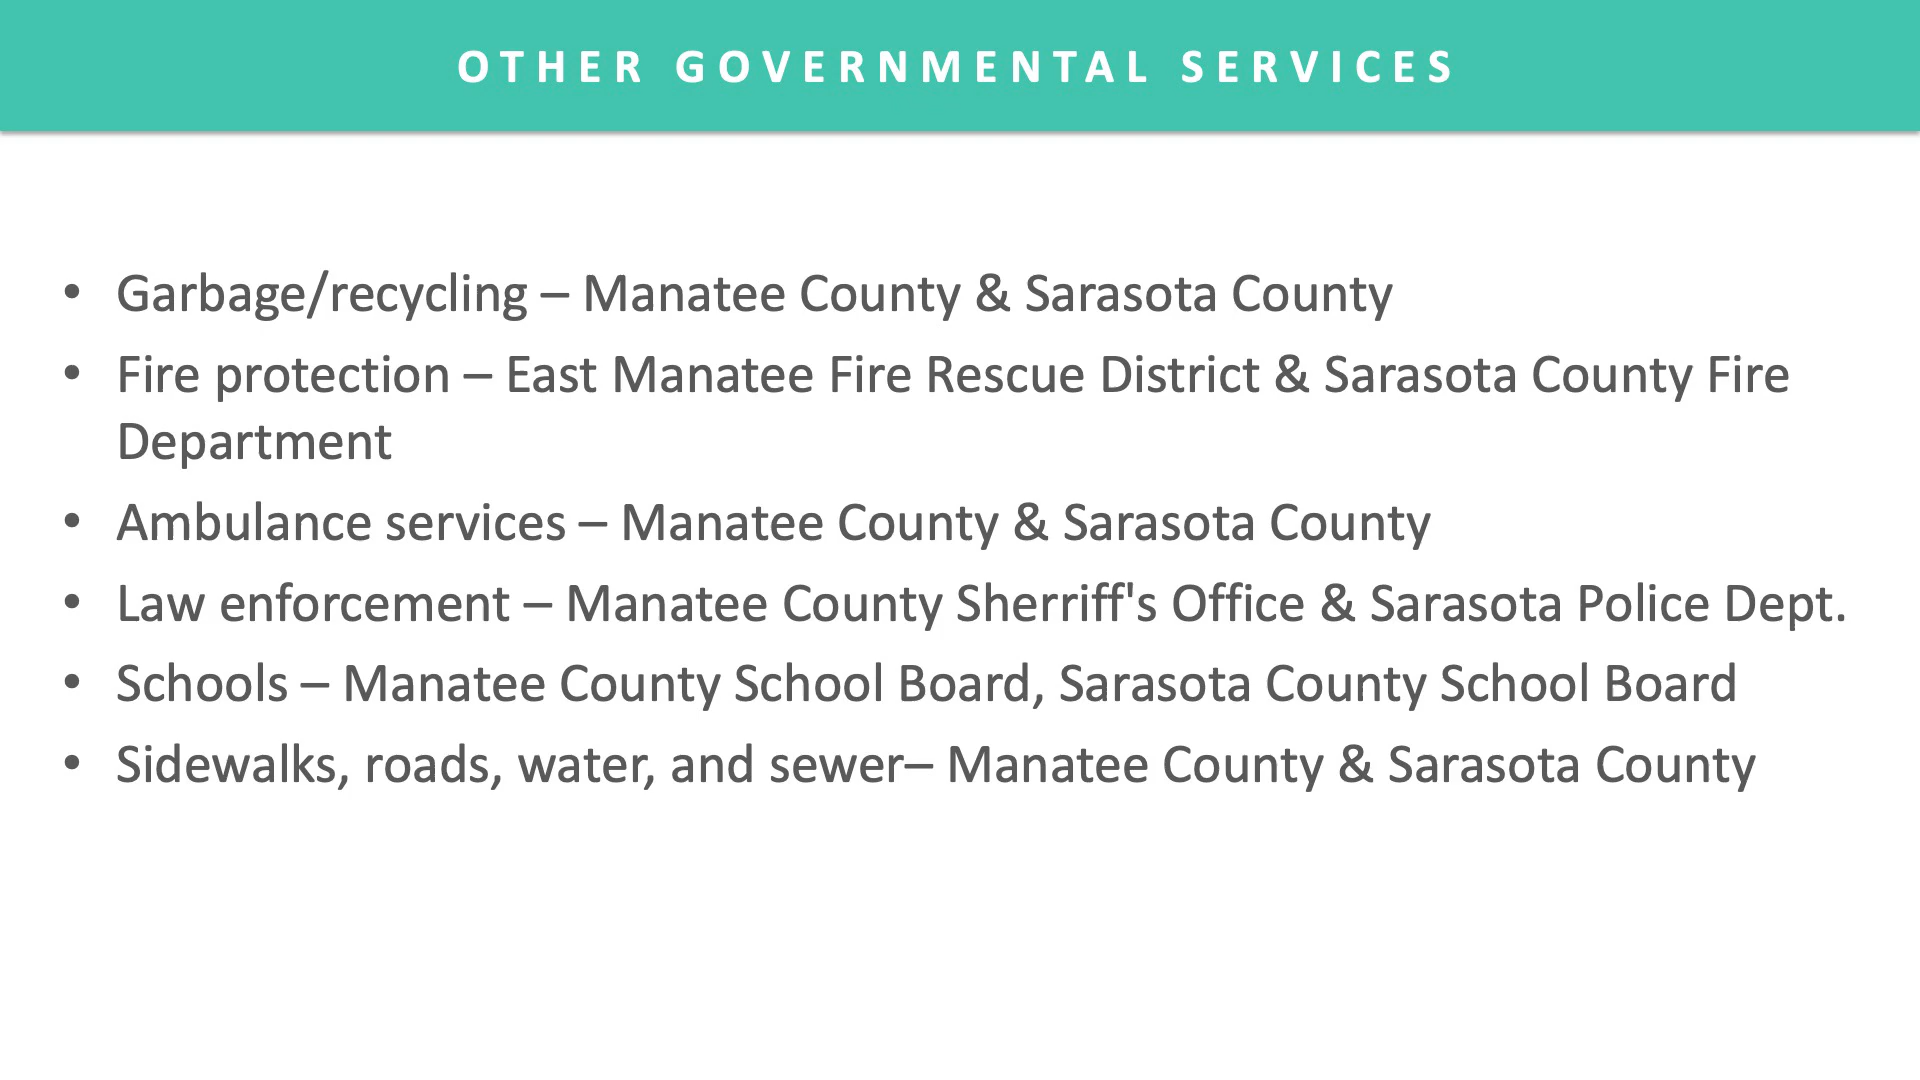 OTHER GOVERNMENTAL SERVICES
• Garbage/recycling – Manatee County & Sarasota County
• Fire protection – East Manatee Fire Rescue District & Sarasota County Fire
Department
• Ambulance services – Manatee County & Sarasota County
• Law enforcement – Manatee County Sherriff's Office & Sarasota Police Dept.
• Schools – Manatee County School Board, Sarasota County School Board
• Sidewalks, roads, water, and sewer– Manatee County & Sarasota County